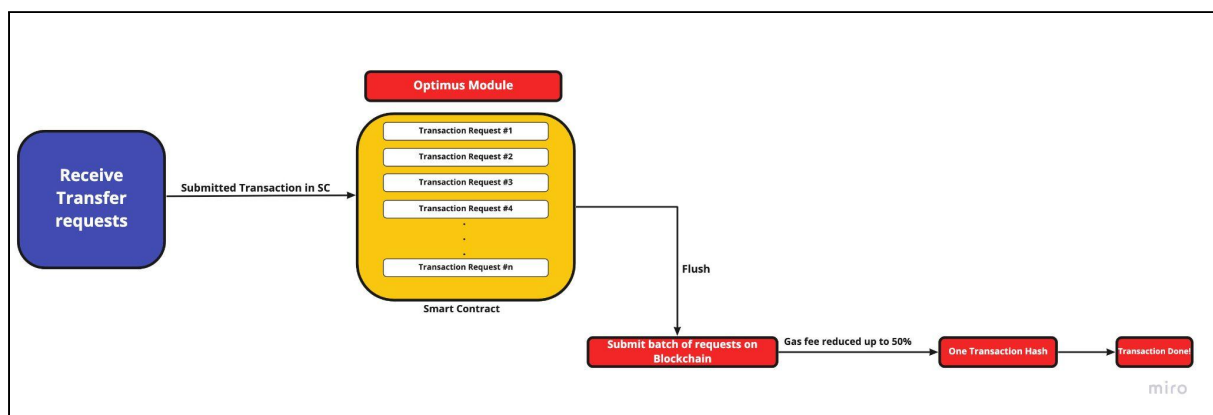 Optimus Module
Receive
Transfer
requests
Submitted Transaction in SC
Transaction Request #1
Transaction Request #2
Transaction Request #3
Transaction Request #4
.
.
.
Transaction Request #n
Smart Contract
Flush
Submit batch of requests on
Blockchain
Gas fee reduced up to 50%
One Transaction Hash
Transaction Done!
miro